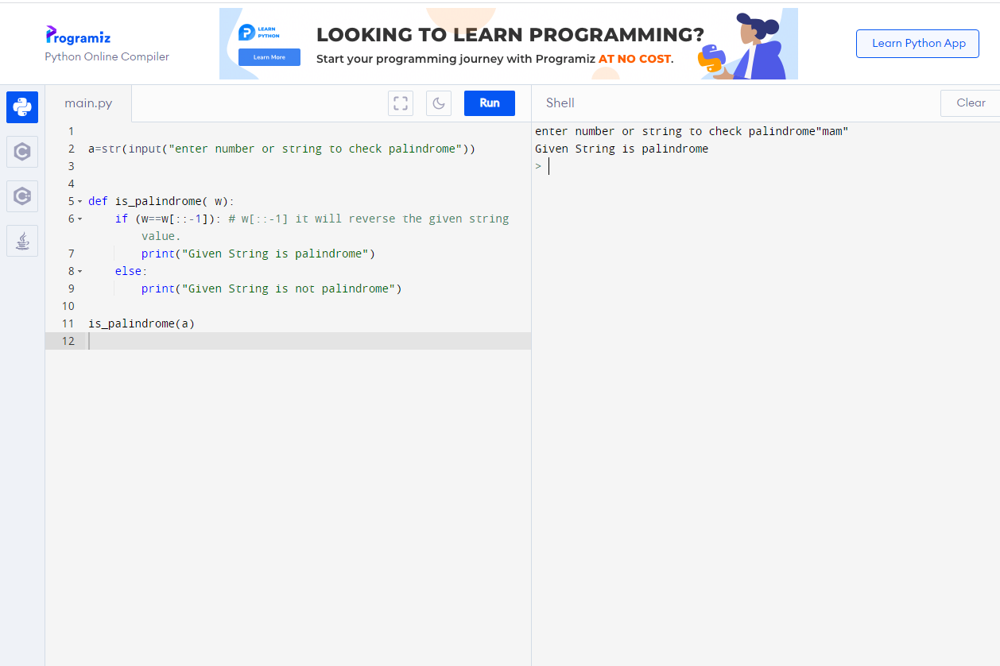 Programiz
Python Online Compiler
LEARN
PYTHON
Learn More
LOOKING TO LEARN PROGRAMMING?
Start your programming journey with Programiz AT NO COST.
Learn Python App
main.py
Run
Shell
Clear
1
2 a=str(input("enter number or string to check palindrome"))
3
4
5 def is_palindrome( w):
6 if (w==w[::-1]): # w[::-1] it will reverse the given string
value.
7 print("Given String is palindrome")
8 else:
9 print("Given String is not palindrome")
10
11 is_palindrome(a)
12
enter number or string to check palindrome"mam"
Given String is palindrome
>